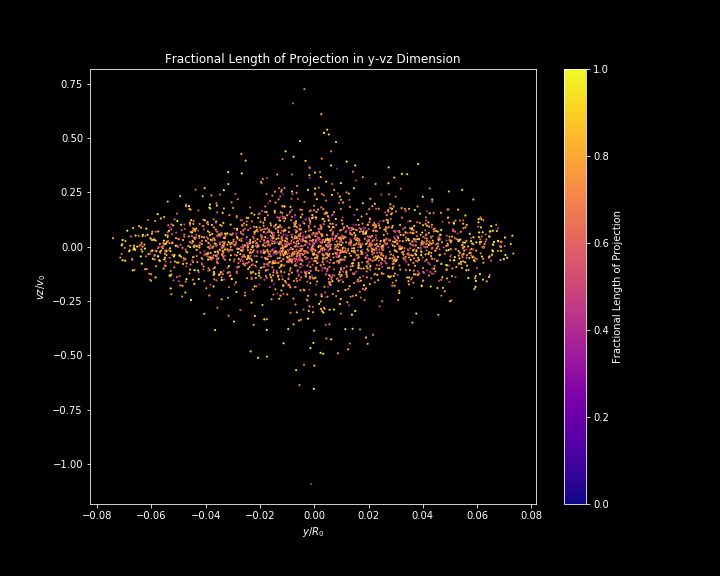 Fractional Length of Projection in y-vz Dimension
0.75
0.50
0.25
0.00
−0.25
−0.50
−0.75
−1.00
vz/v₀
−0.08 −0.06 −0.04 −0.02 0.00 0.02 0.04 0.06 0.08
y/R₀
1.0
0.8
0.6
0.4
0.2
0.0
Fractional Length of Projection